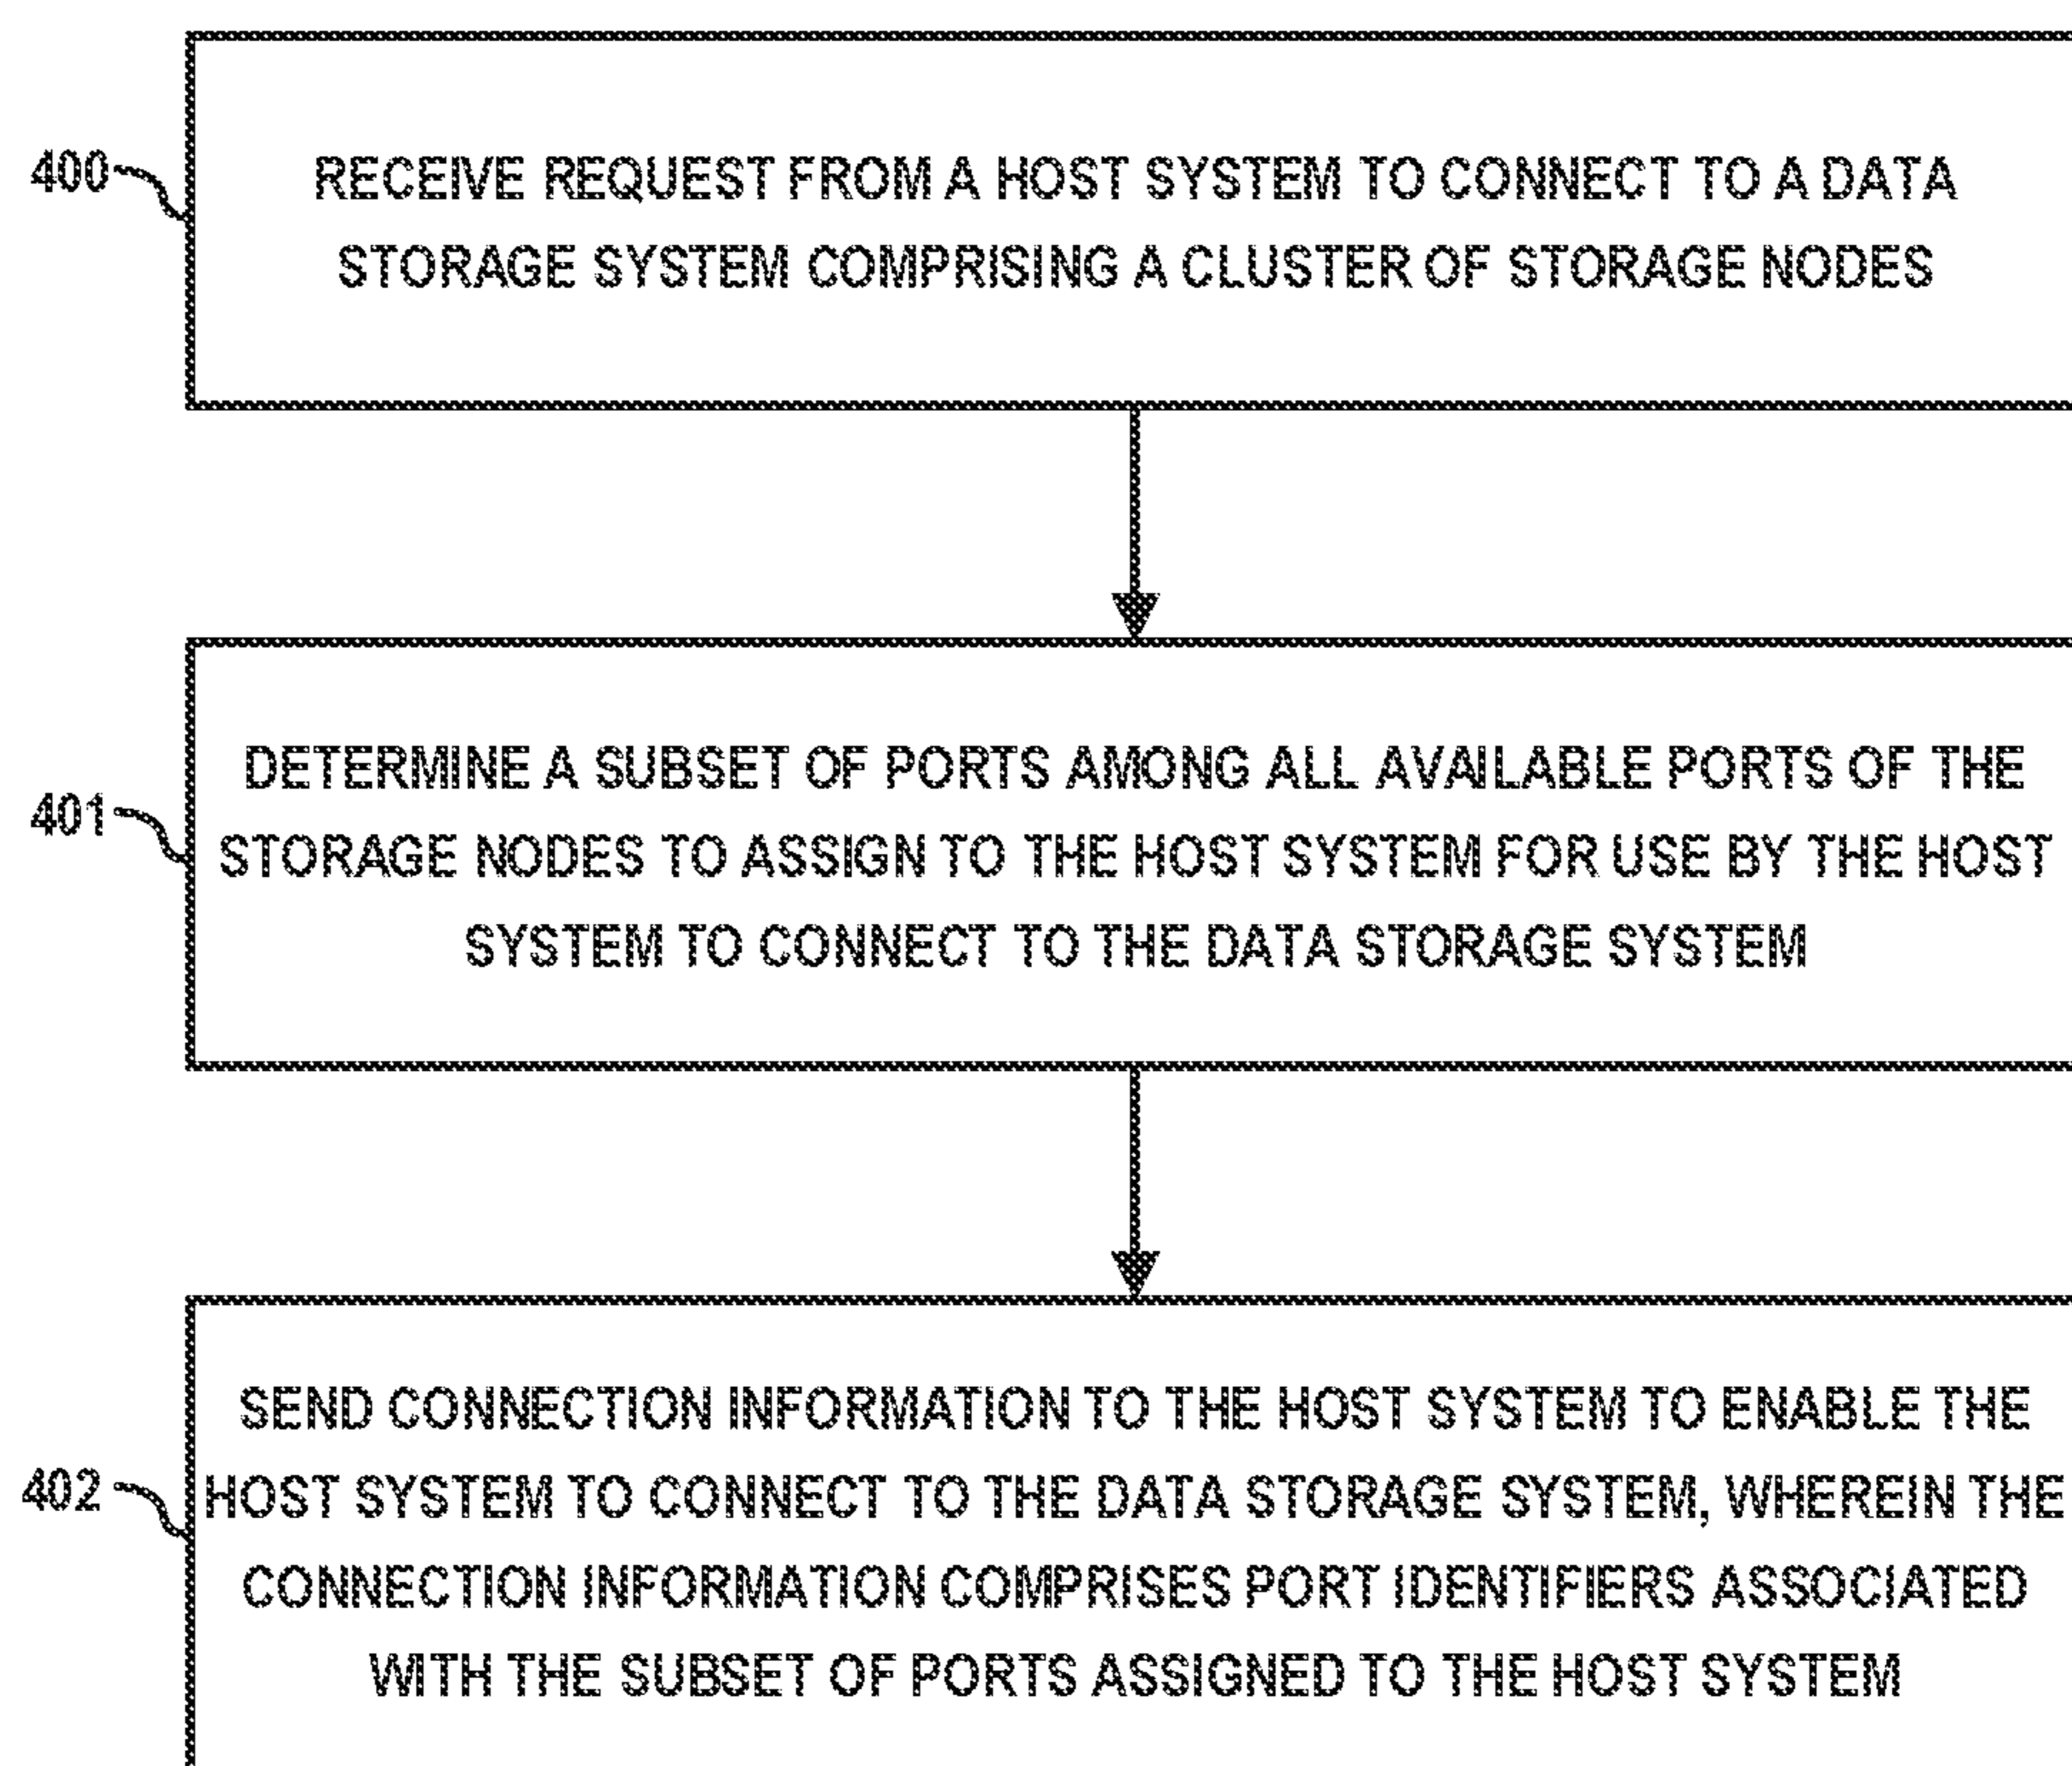 400
RECEIVE REQUEST FROM A HOST SYSTEM TO CONNECT TO A DATA
STORAGE SYSTEM COMPRISING A CLUSTER OF STORAGE NODES
401
DETERMINE A SUBSET OF PORTS AMONG ALL AVAILABLE PORTS OF THE
STORAGE NODES TO ASSIGN TO THE HOST SYSTEM FOR USE BY THE HOST
SYSTEM TO CONNECT TO THE DATA STORAGE SYSTEM
402
SEND CONNECTION INFORMATION TO THE HOST SYSTEM TO ENABLE THE
HOST SYSTEM TO CONNECT TO THE DATA STORAGE SYSTEM, WHEREIN THE
CONNECTION INFORMATION COMPRISES PORT IDENTIFIERS ASSOCIATED
WITH THE SUBSET OF PORTS ASSIGNED TO THE HOST SYSTEM